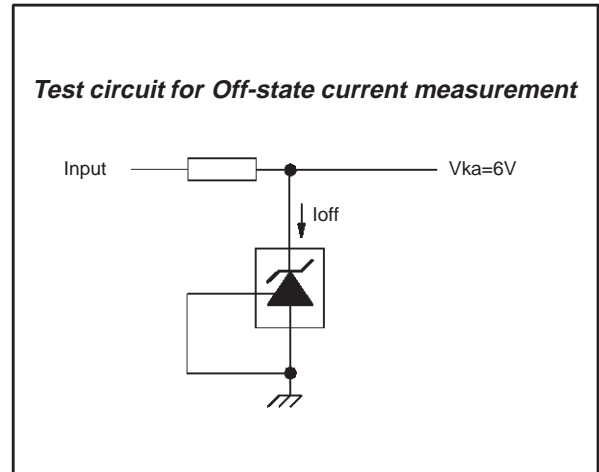 Test circuit for Off-state current measurement
Input
Vka=6V
Ioff